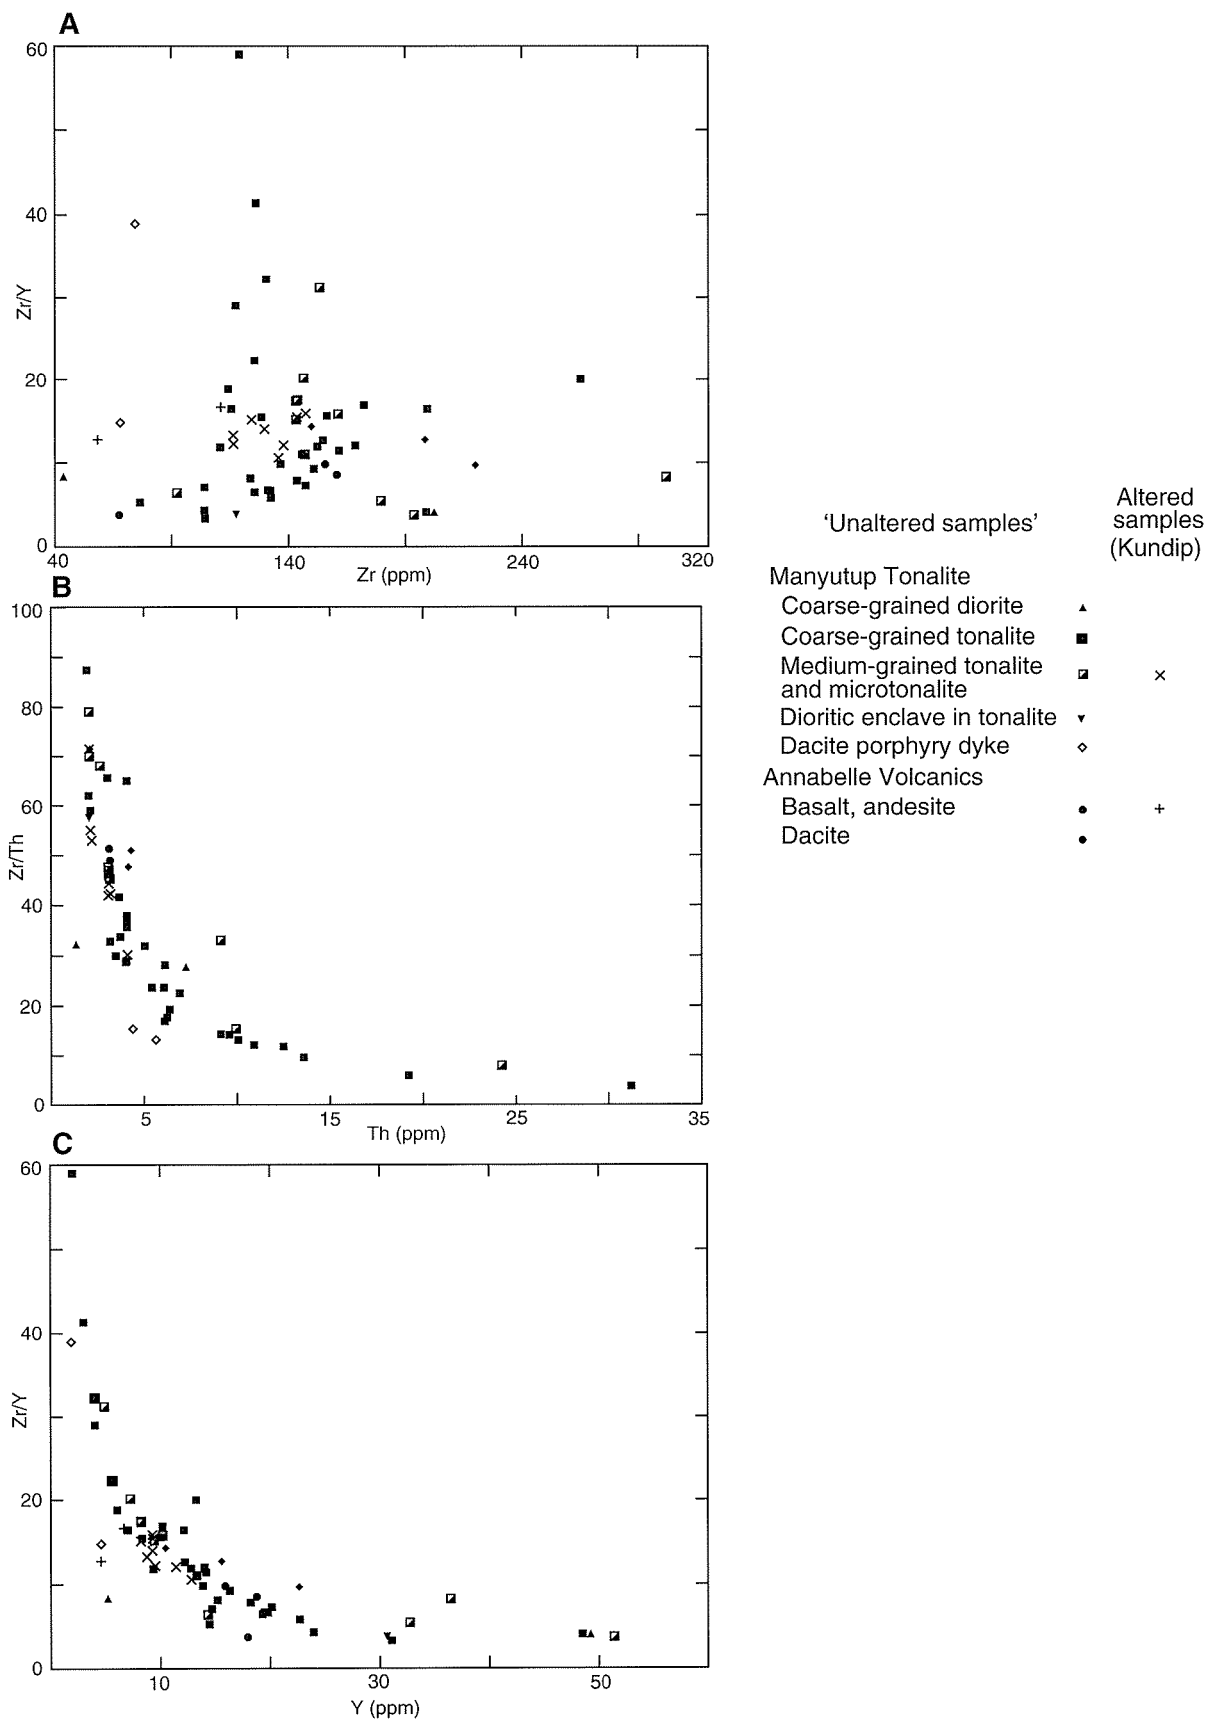 A
60
40
20
0
Zr/Y
40
140
240
320
Zr (ppm)
B
100
80
60
40
20
0
Zr/Th
5
15
25
35
Th (ppm)
C
60
40
20
0
Zr/Y
10
30
50
Y (ppm)
'Unaltered samples'
Altered
samples
(Kundip)
Manyutup Tonalite
Coarse-grained diorite
Coarse-grained tonalite
Medium-grained tonalite
and microtonalite
Dioritic enclave in tonalite
Dacite porphyry dyke
Annabelle Volcanics
Basalt, andesite
Dacite